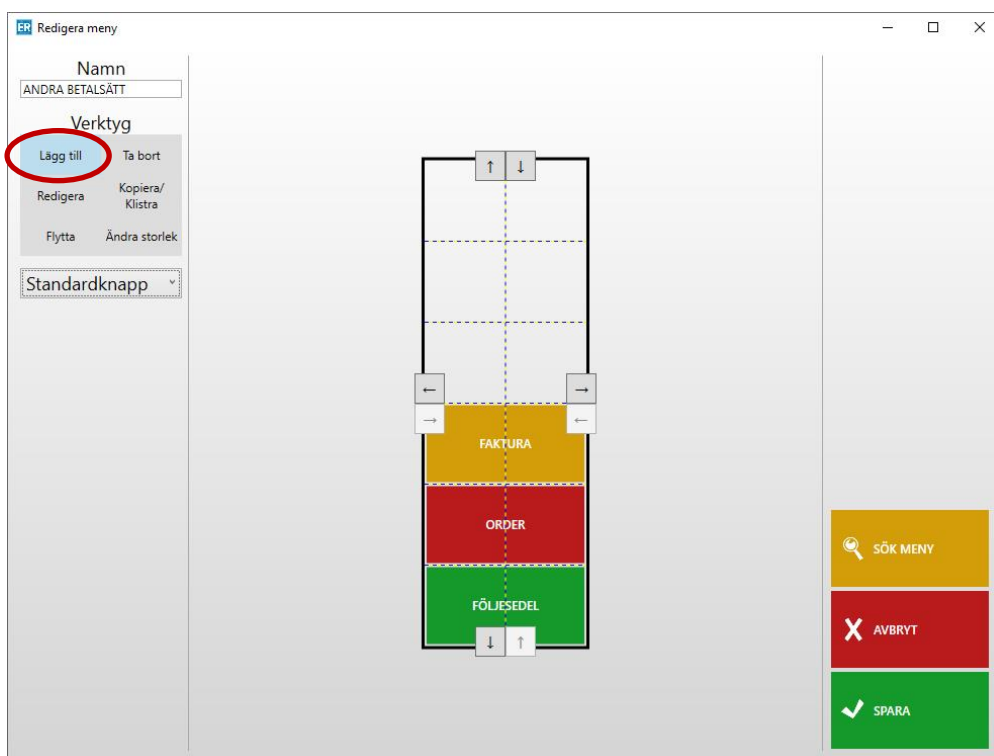 ER Redigera meny
Namn
ANDRA BETALSÄTT
Verktyg
Lägg till
Ta bort
Redigera
Kopiera/
Klistra
Flytta
Ändra storlek
Standardknapp
↑ ↓
← →
→ ←
FAKTURA
ORDER
FÖLJESEDEL
↓ ↑
SÖK MENY
AVBRYT
SPARA